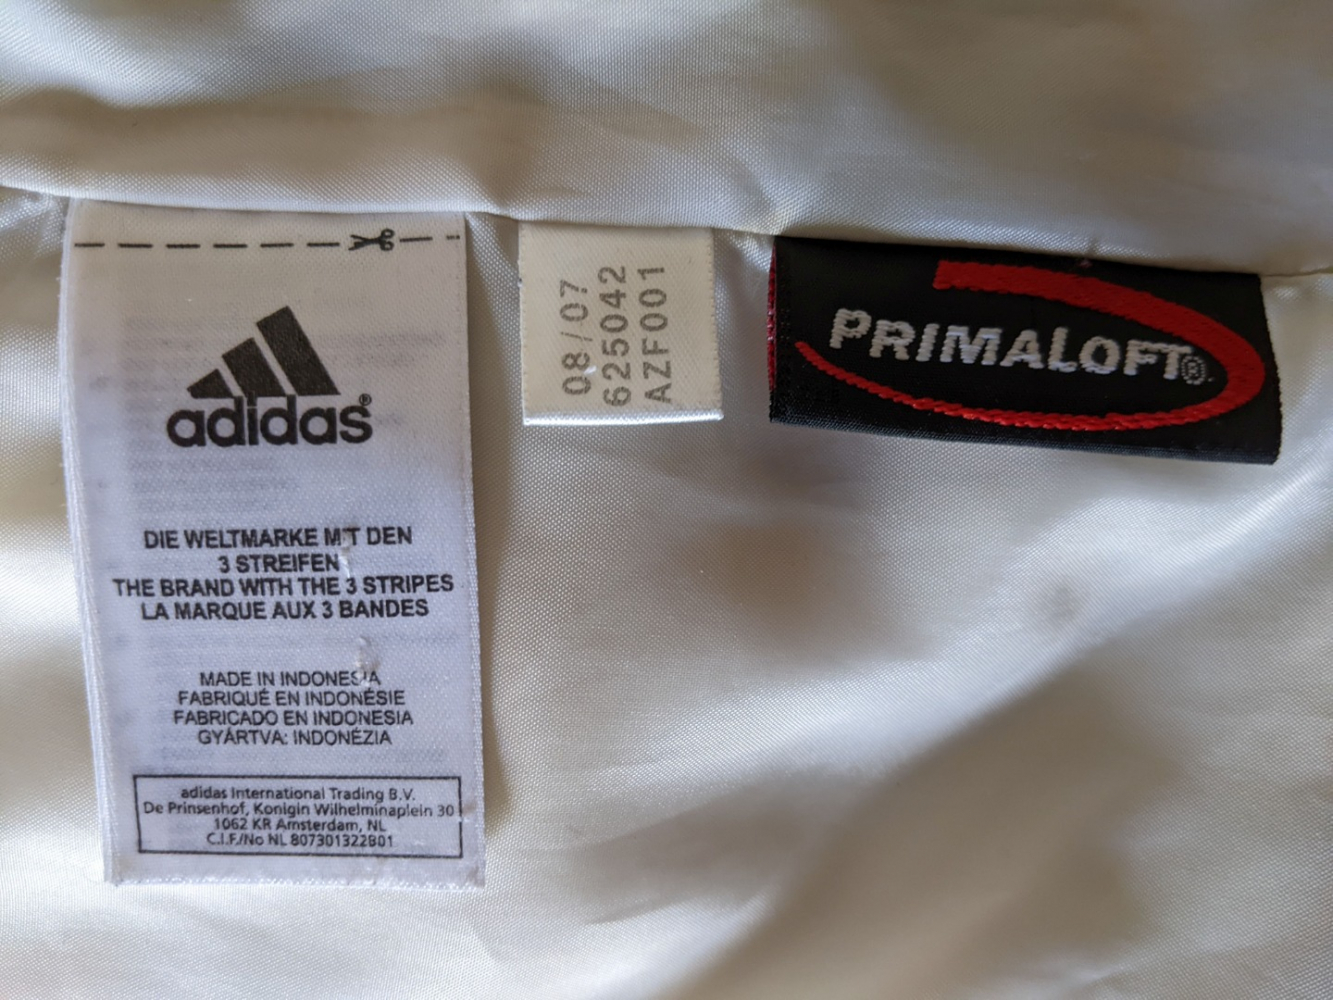 adidas®
DIE WELTMARKE MIT DEN
3 STREIFEN
THE BRAND WITH THE 3 STRIPES
LA MARQUE AUX 3 BANDES
MADE IN INDONESIA
FABRIQUÉ EN INDONÉSIE
FABRICADO EN INDONESIA
GYÁRTVA: INDONÉZIA
adidas International Trading B.V.
De Prinsenhof, Konigin Wilhelminaplein 30
1062 KR Amsterdam, NL
C.I.F./No NL 807301322B01
08/07
625042
AZF001
PRIMALOFT®